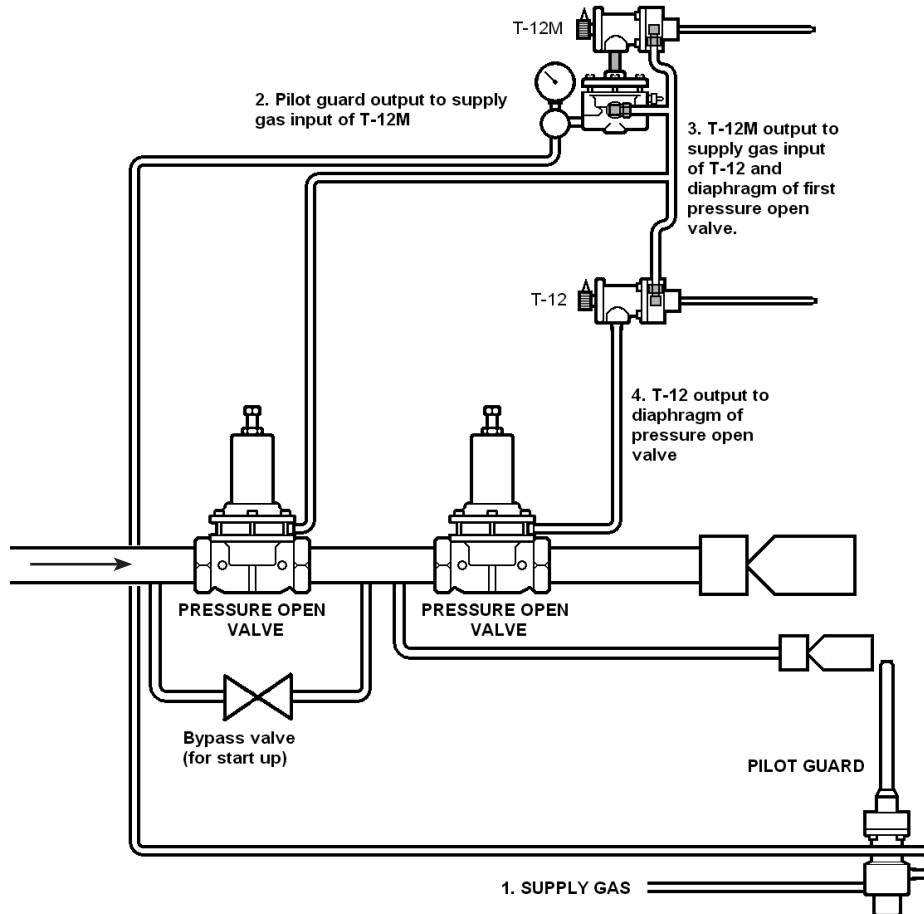 T-12M
2. Pilot guard output to supply
gas input of T-12M
3. T-12M output to
supply gas input
of T-12 and
diaphragm of first
pressure open
valve.
T-12
4. T-12 output to
diaphragm of
pressure open
valve
PRESSURE OPEN
VALVE
PRESSURE OPEN
VALVE
Bypass valve
(for start up)
PILOT GUARD
1. SUPPLY GAS